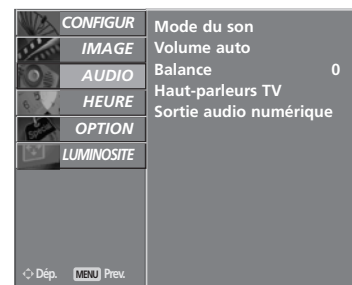 CONFIGUR
IMAGE
AUDIO
HEURE
OPTION
LUMINOSITE
Mode du son
Volume auto
Balance 0
Haut-parleurs TV
Sortie audio numérique
Dép. MENU Prev.